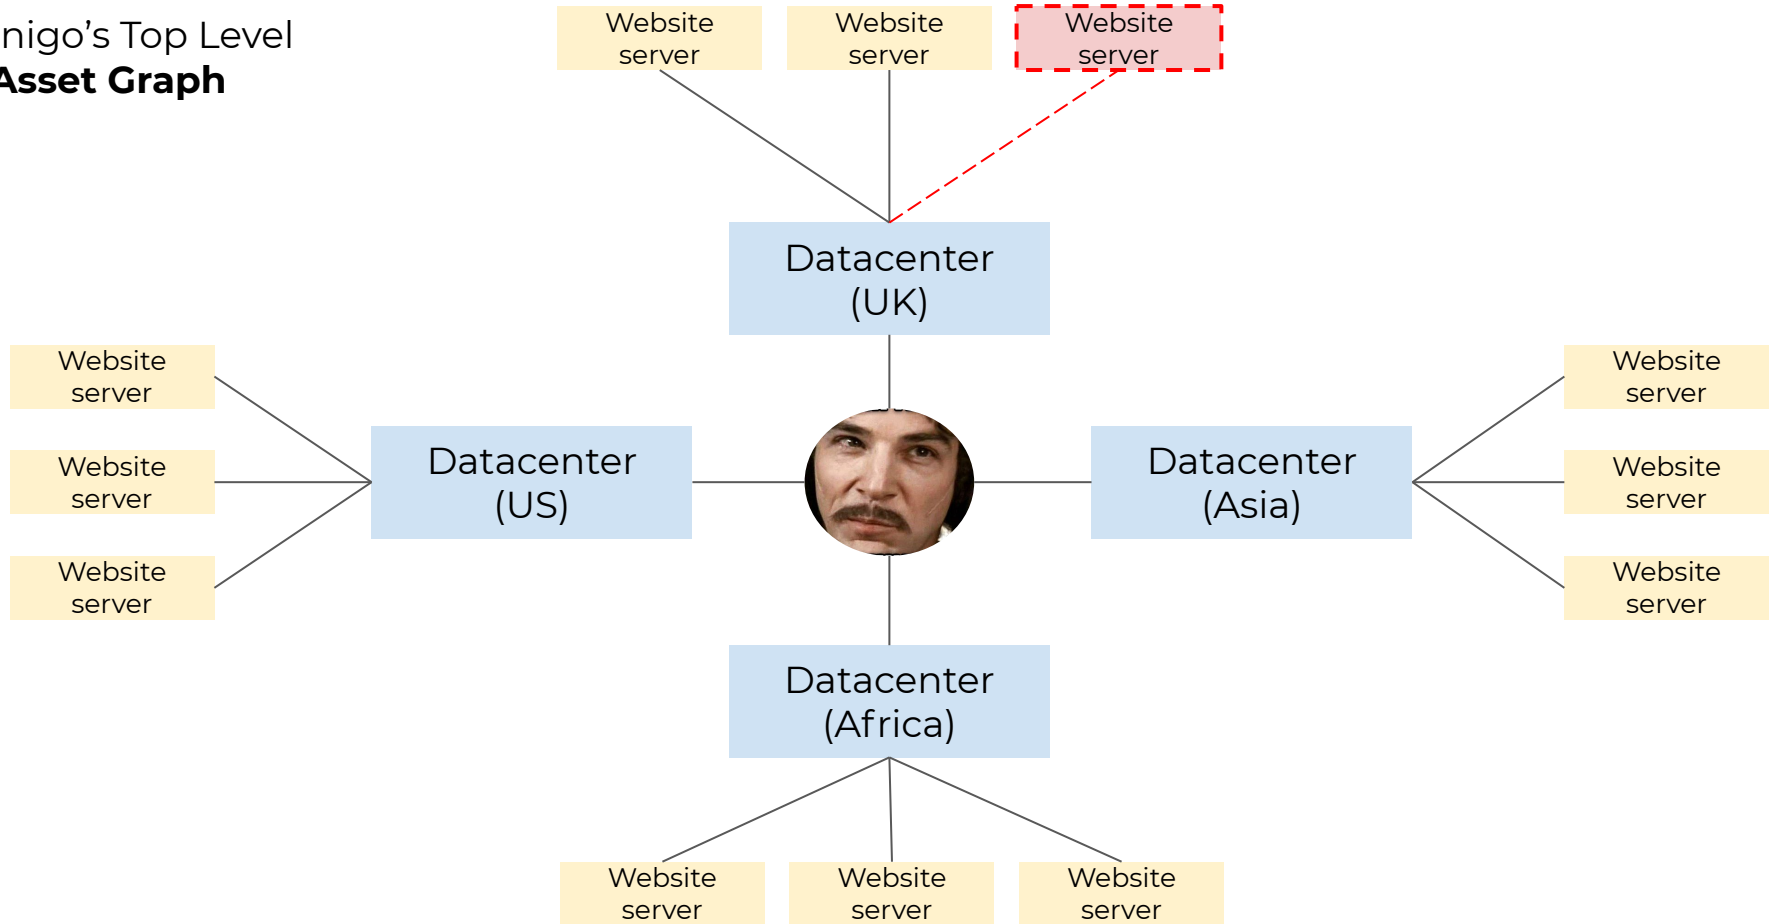 nigo's Top Level
Asset Graph
Website
server
Website
server
Website
server
Datacenter
(UK)
Website
server
Website
server
Website
server
Datacenter
(US)
Datacenter
(Asia)
Website
server
Website
server
Website
server
Datacenter
(Africa)
Website
server
Website
server
Website
server